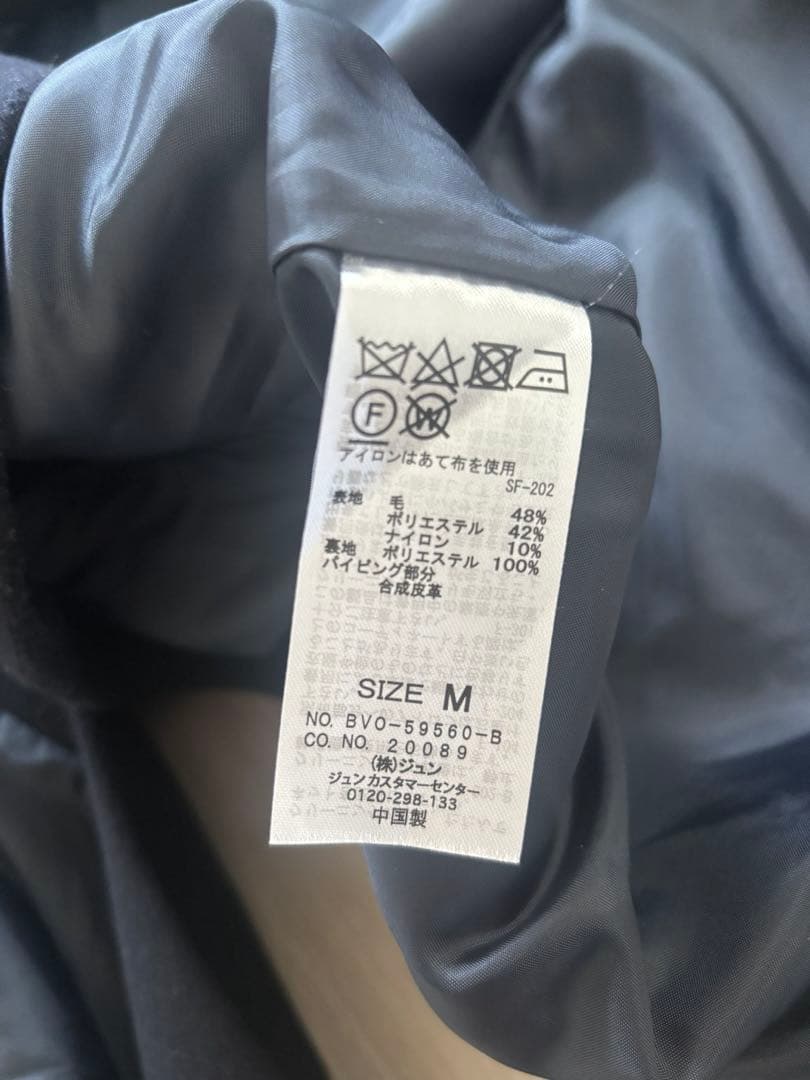 F W
アイロンはあて布を使用
SF-202
表地 毛 48%
ポリエステル 42%
ナイロン 10%
裏地 ポリエステル 100%
パイピング部分
合成皮革
SIZE M
NO. BVO-59560-B
CO. NO. 20089
(株)ジュン
ジュンカスタマーセンター
0120-298-133
中国製